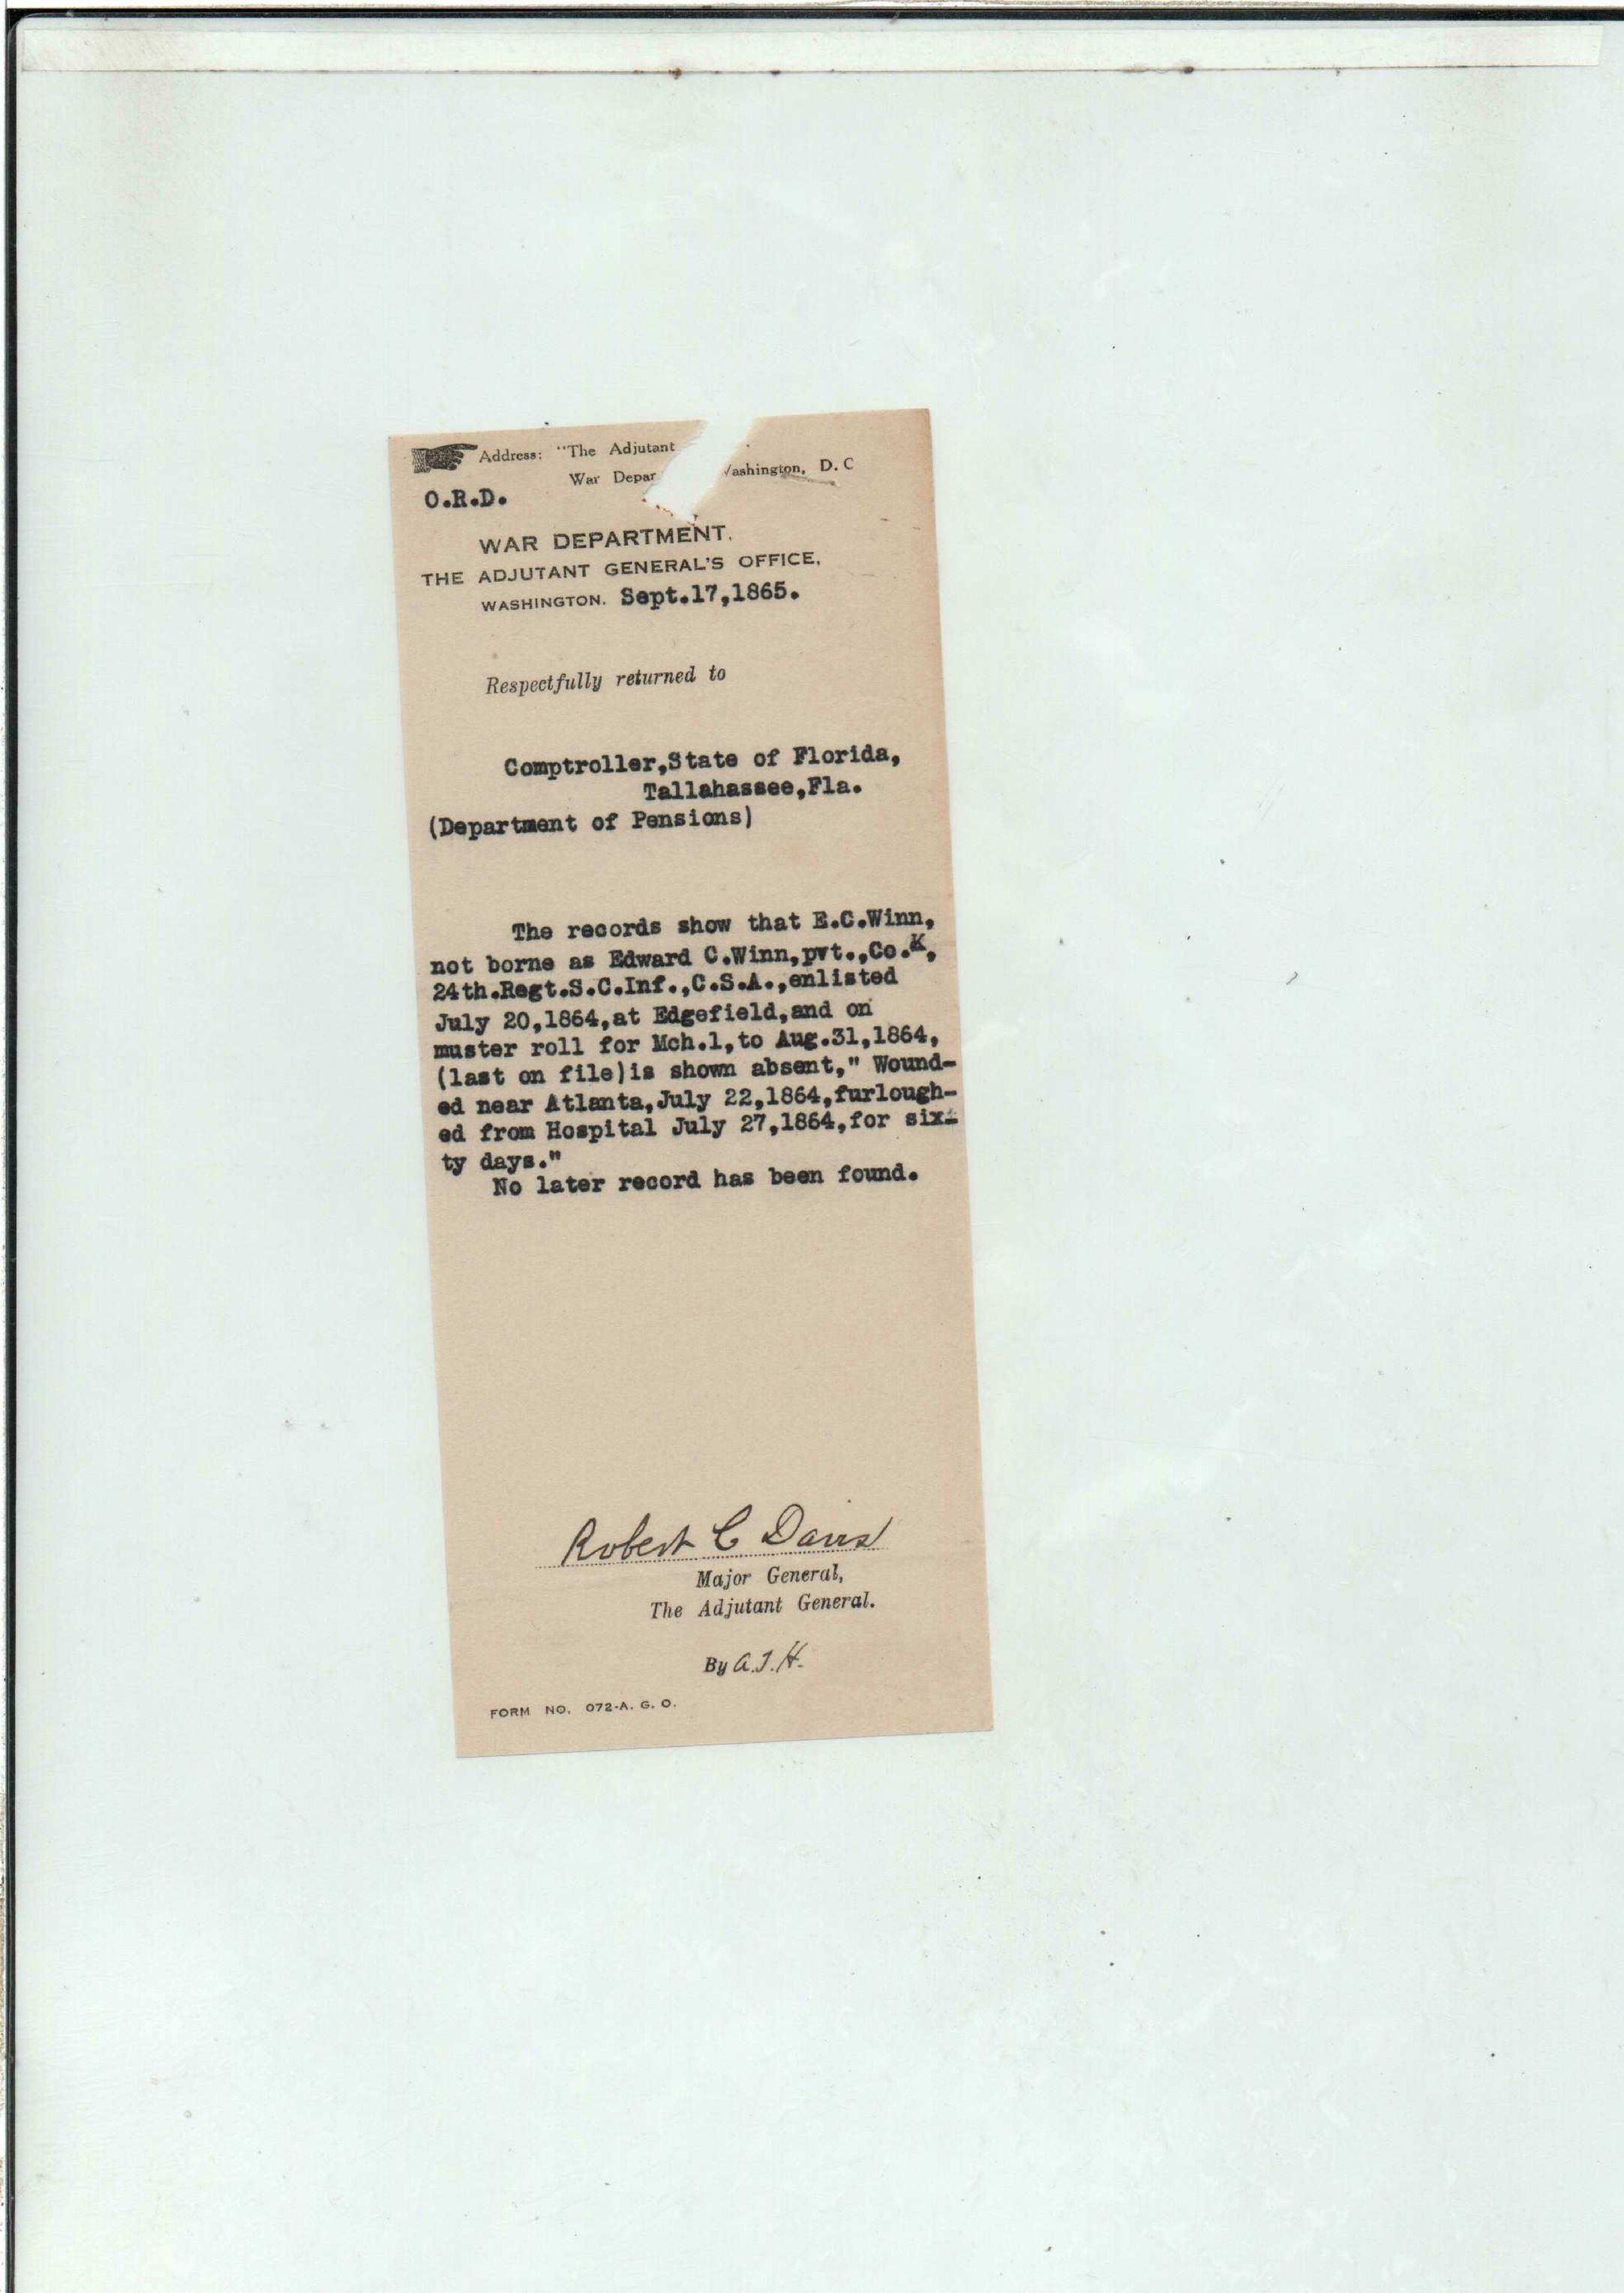 Address: "The Adjutant
War Depar Washington, D. C
O.R.D.
WAR DEPARTMENT,
THE ADJUTANT GENERAL'S OFFICE,
WASHINGTON. Sept.17,1865.
Respectfully returned to
Comptroller,State of Florida,
Tallahassee,Fla.
(Department of Pensions)
The records show that E.C.Winn,
not borne as Edward C.Winn,pvt.,Co.K,
24th.Regt.S.C.Inf.,C.S.A.,enlisted
July 20,1864,at Edgefield,and on
muster roll for Mch.1,to Aug.31,1864,
(last on file)is shown absent," Wound-
ed near Atlanta,July 22,1864,furlough-
ed from Hospital July 27,1864,for six-
ty days."
No later record has been found.
Robert C Davis
Major General,
The Adjutant General.
By A.J.H.
FORM NO. 072-A. G. O.